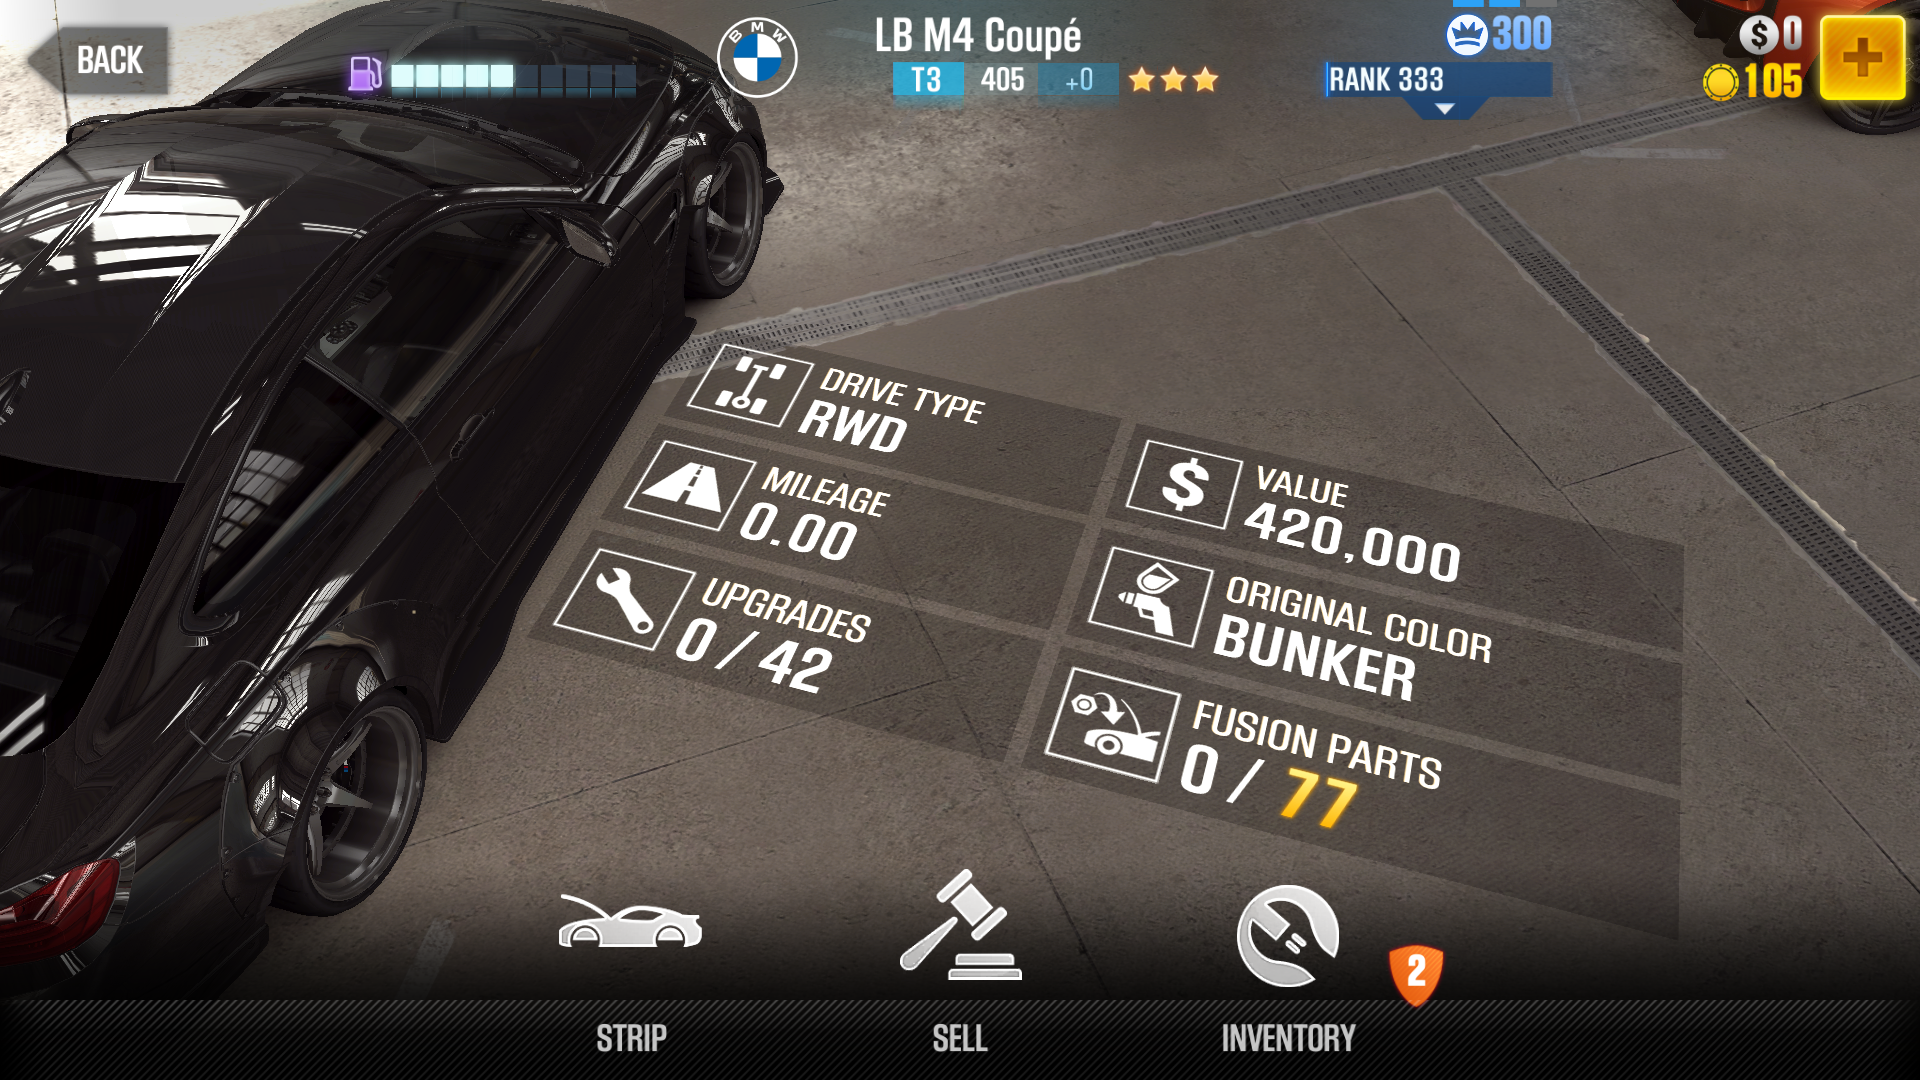 BACK
BMW
LB M4 Coupé
T3 405 +0
300
RANK 333
$ 0
105
DRIVE TYPE
RWD
MILEAGE
0.00
UPGRADES
0 / 42
$ VALUE
420,000
ORIGINAL COLOR
BUNKER
FUSION PARTS
0 / 77
STRIP
SELL
INVENTORY
2